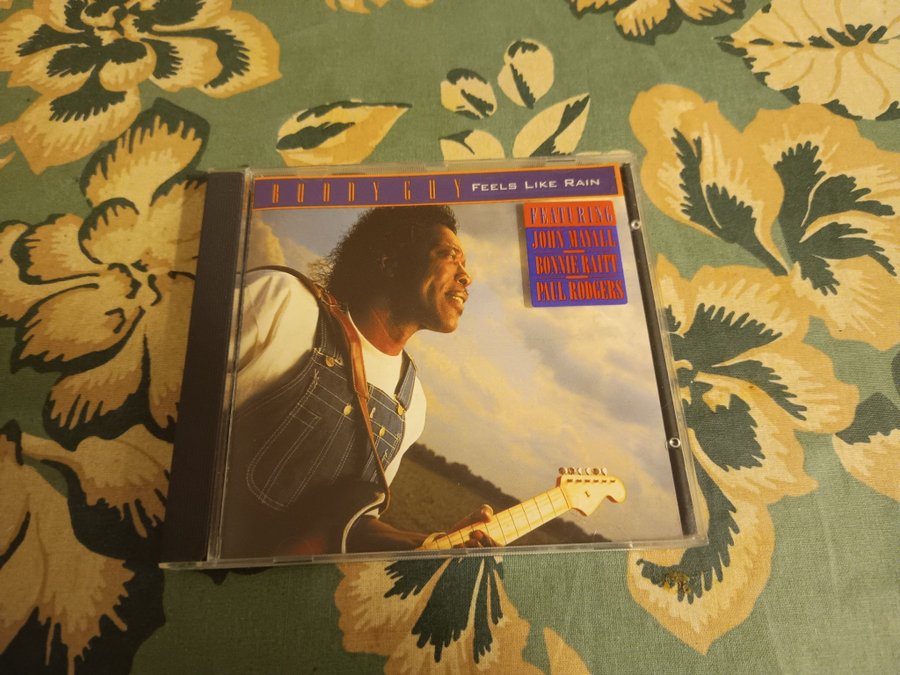 BUDDY GUY FEELS LIKE RAIN
FEATURING
JOHN MAYALL
BONNIE RAITT
PAUL RODGERS